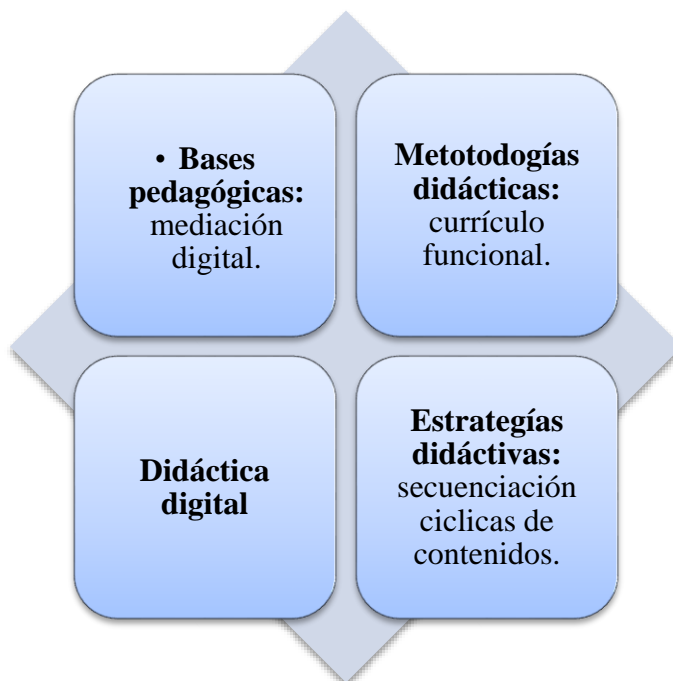 • Bases
pedagógicas:
mediación
digital.
Metotodogías
didácticas:
currículo
funcional.
Didáctica
digital
Estrategías
didáctivas:
secuenciación
ciclicas de
contenidos.